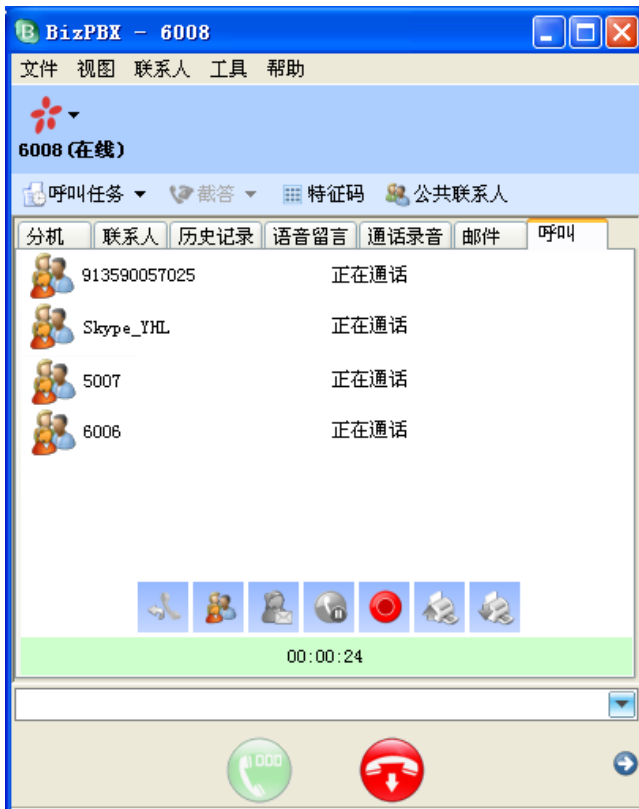 BizPBX - 6008
文件 视图 联系人 工具 帮助
6008 (在线)
呼叫任务 截答 特征码 公共联系人
分机 联系人 历史记录 语音留言 通话录音 邮件 呼叫
913590057025 正在通话
Skype_YHL 正在通话
5007 正在通话
6006 正在通话
00:00:24